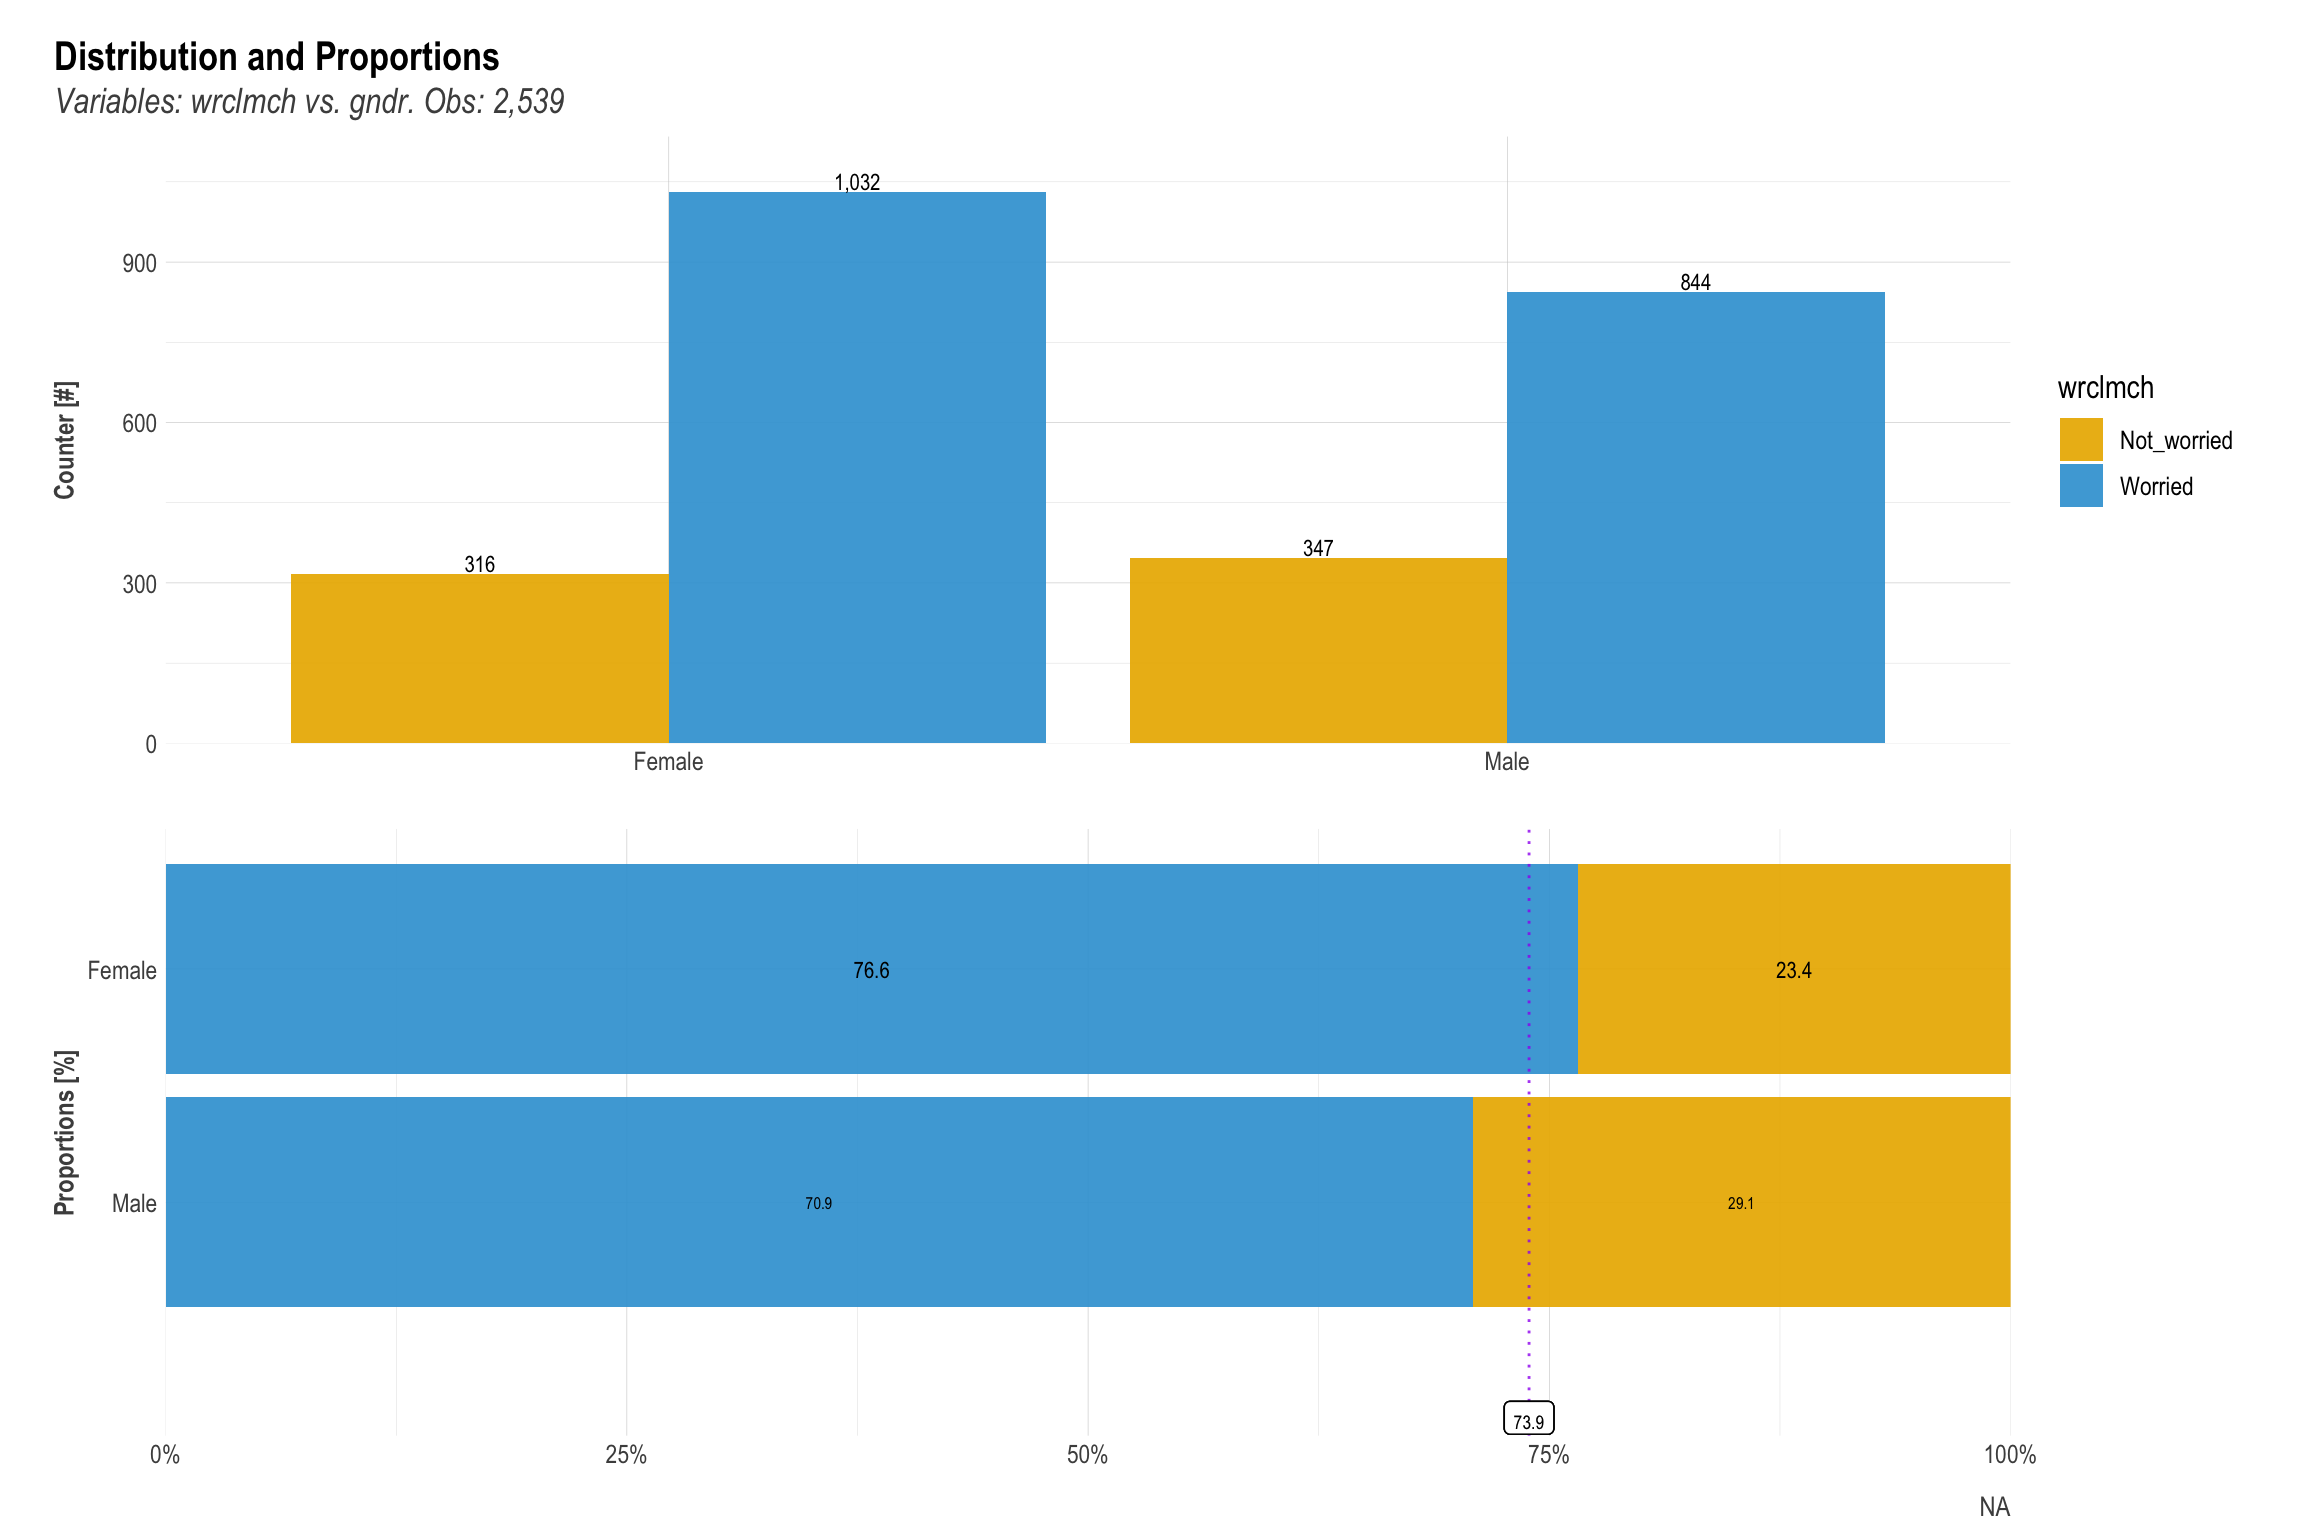 Distribution and Proportions
Variables: wrclmch vs. gndr. Obs: 2,539
Counter [#]
900
600
300
0
316
1,032
347
844
Female
Male
wrclmch
Not_worried
Worried
Proportions [%]
Female
76.6
23.4
Male
70.9
29.1
73.9
0%
25%
50%
75%
100%
NA